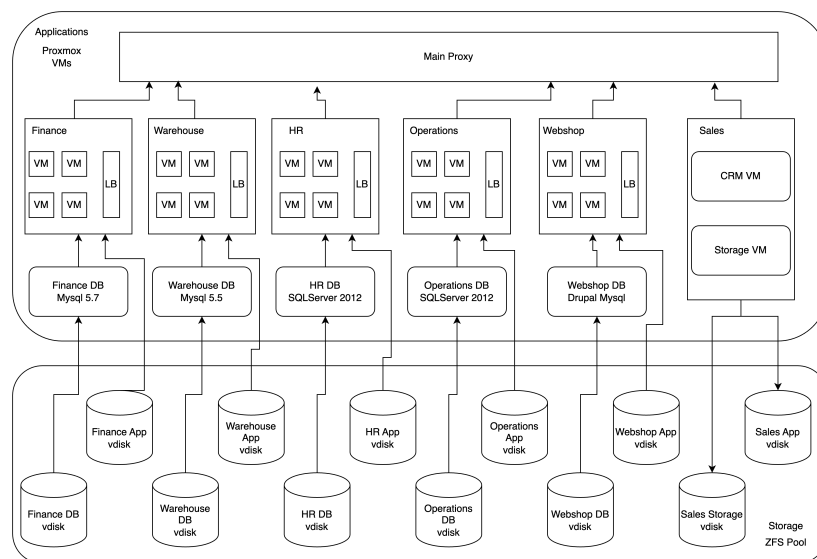 Applications
Proxmox
VMs
Main Proxy
Finance
VM VM
LB
VM VM
Warehouse
VM VM
LB
VM VM
HR
VM VM
LB
VM VM
Operations
VM VM
LB
VM VM
Webshop
VM VM
LB
VM VM
Sales
CRM VM
Storage VM
Finance DB
Mysql 5.7
Warehouse DB
Mysql 5.5
HR DB
SQLServer 2012
Operations DB
SQLServer 2012
Webshop DB
Drupal Mysql
Finance App
vdisk
Warehouse
App
vdisk
HR App
vdisk
Operations
App
vdisk
Webshop App
vdisk
Sales App
vdisk
Finance DB
vdisk
Warehouse
DB
vdisk
HR DB
vdisk
Operations
DB
vdisk
Webshop DB
vdisk
Sales Storage
vdisk
Storage
ZFS Pool